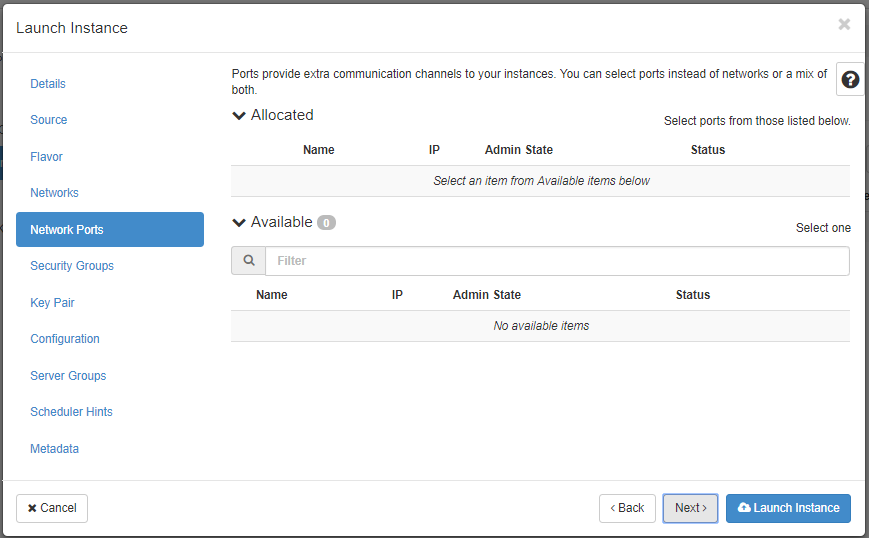 Launch Instance
×
Details
Source
Flavor
Networks
Network Ports
Security Groups
Key Pair
Configuration
Server Groups
Scheduler Hints
Metadata
Ports provide extra communication channels to your instances. You can select ports instead of networks or a mix of
both.
?
Allocated
Select ports from those listed below.
Name IP Admin State Status
Select an item from Available items below
Available 0
Select one
Filter
Name IP Admin State Status
No available items
× Cancel
‹ Back
Next ›
Launch Instance